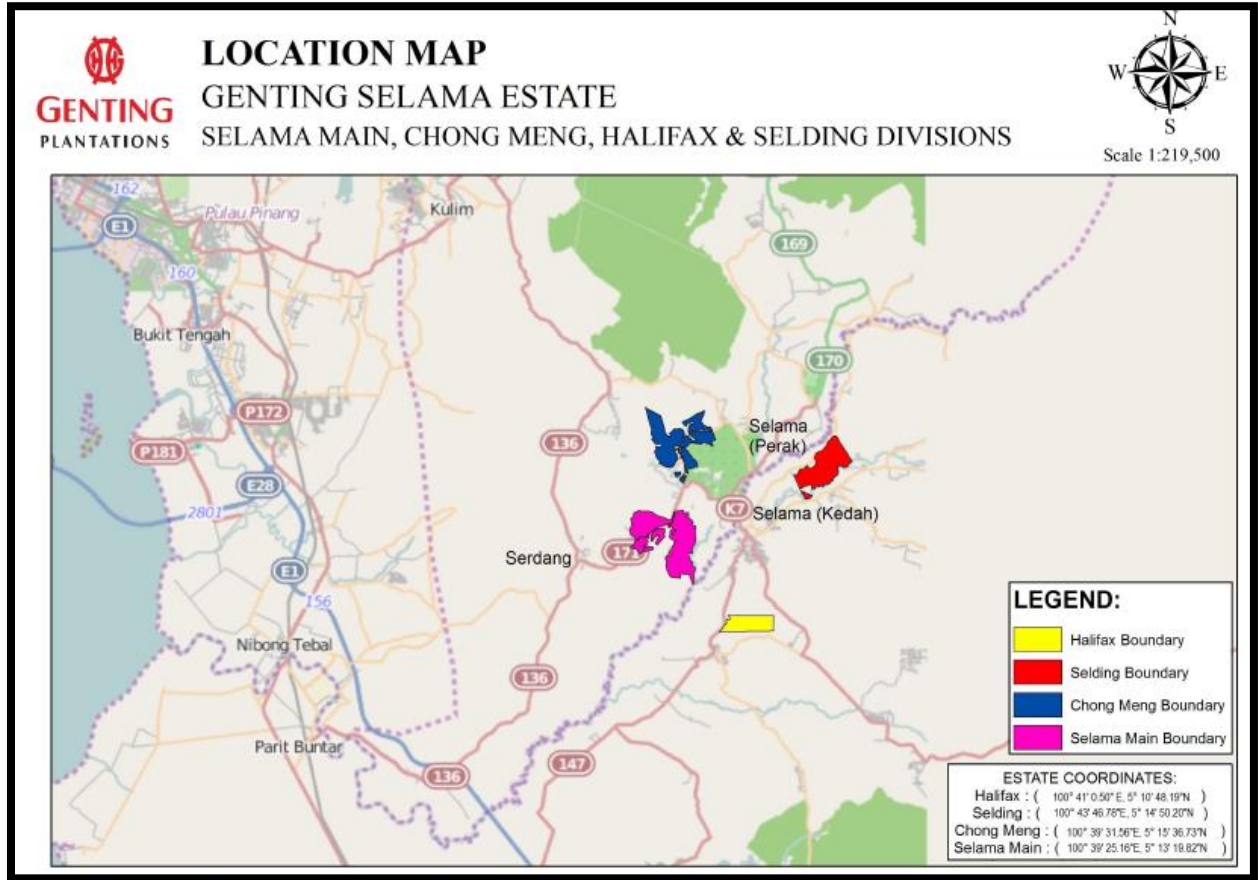 GENTING
PLANTATIONS
LOCATION MAP
GENTING SELAMA ESTATE
SELAMA MAIN, CHONG MENG, HALIFAX & SELDING DIVISIONS
N
W E
S
Scale 1:219,500
162
Pulau Pinang
Kulim
E1
169
160
Bukit Tengah
170
P172
136
Selama
(Perak)
P181
E28
K7
Selama (Kedah)
2801
Serdang
171
E1
156
Nibong Tebal
136
Parit Buntar
136
147
LEGEND:
Halifax Boundary
Selding Boundary
Chong Meng Boundary
Selama Main Boundary
ESTATE COORDINATES:
Halifax : ( 100° 41' 0.50" E, 5° 10' 48.19"N )
Selding : ( 100° 43' 46.78"E, 5° 14' 50.20"N )
Chong Meng : ( 100° 39' 31.56"E, 5° 15' 36.73"N )
Selama Main : ( 100° 39' 25.16"E, 5° 13' 19.82"N )